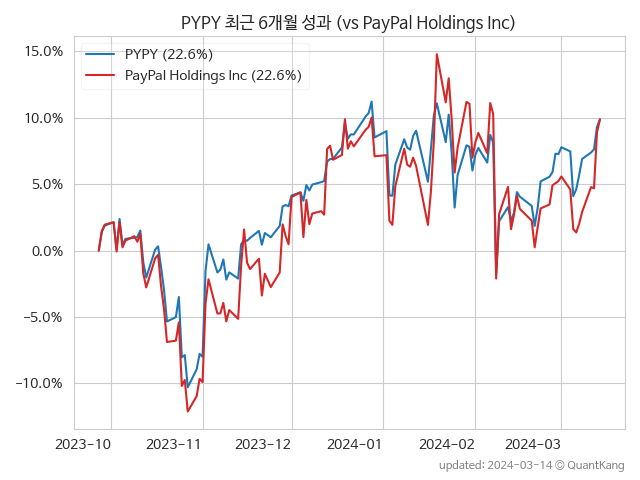 PYPY 최근 6개월 성과 (vs PayPal Holdings Inc)
PYPY (22.6%)
PayPal Holdings Inc (22.6%)
15.0%
10.0%
5.0%
0.0%
−5.0%
−10.0%
2023-10 2023-11 2023-12 2024-01 2024-02 2024-03
updated: 2024-03-14 © QuantKang